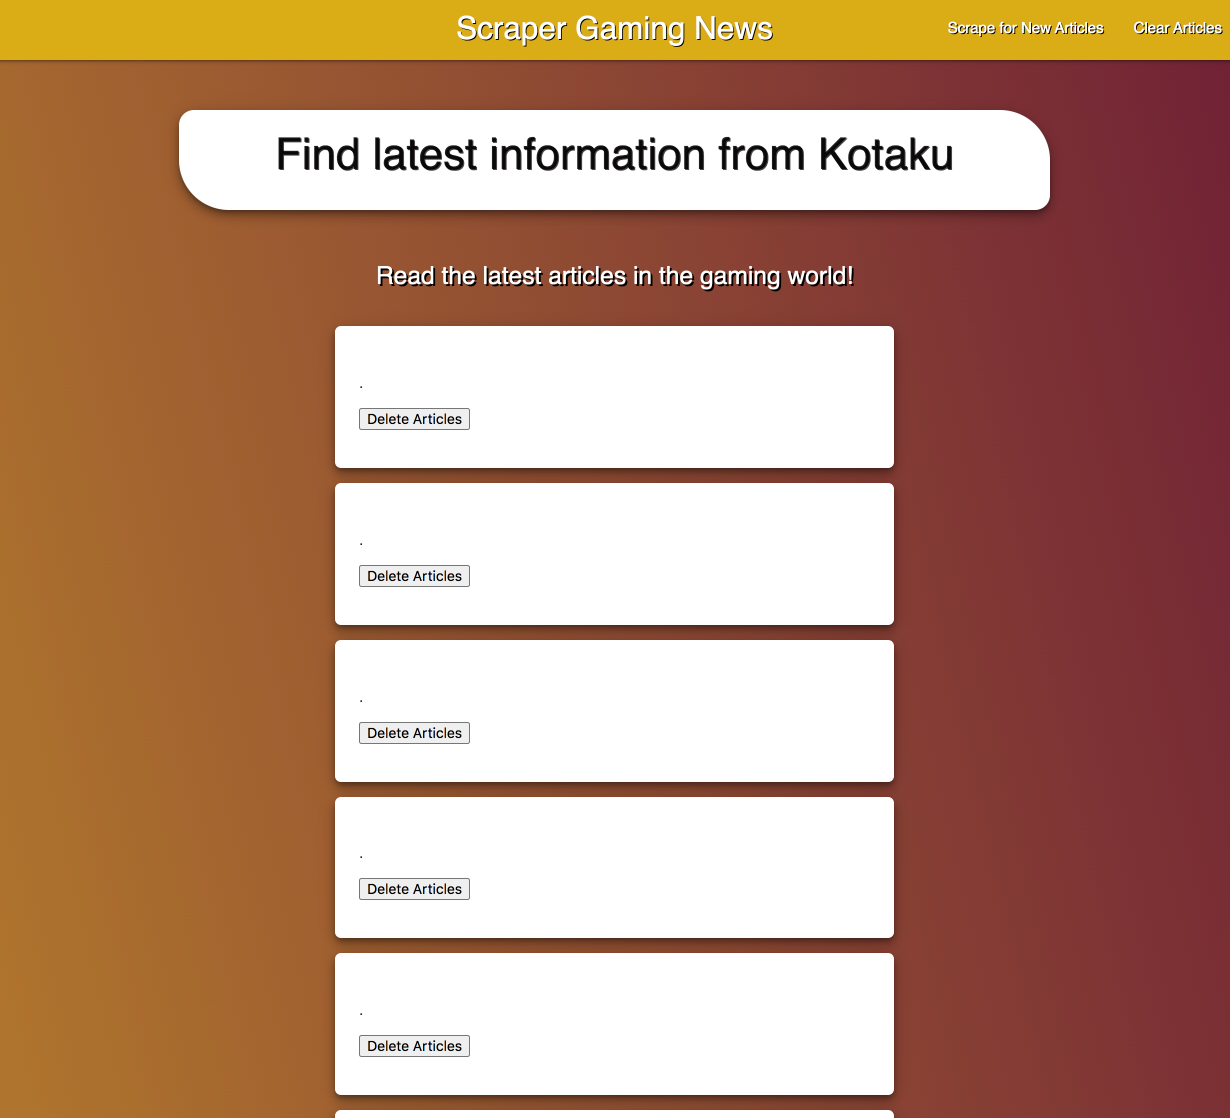 Scraper Gaming News
Scrape for New Articles
Clear Articles
Find latest information from Kotaku
Read the latest articles in the gaming world!
.
Delete Articles
.
Delete Articles
.
Delete Articles
.
Delete Articles
.
Delete Articles